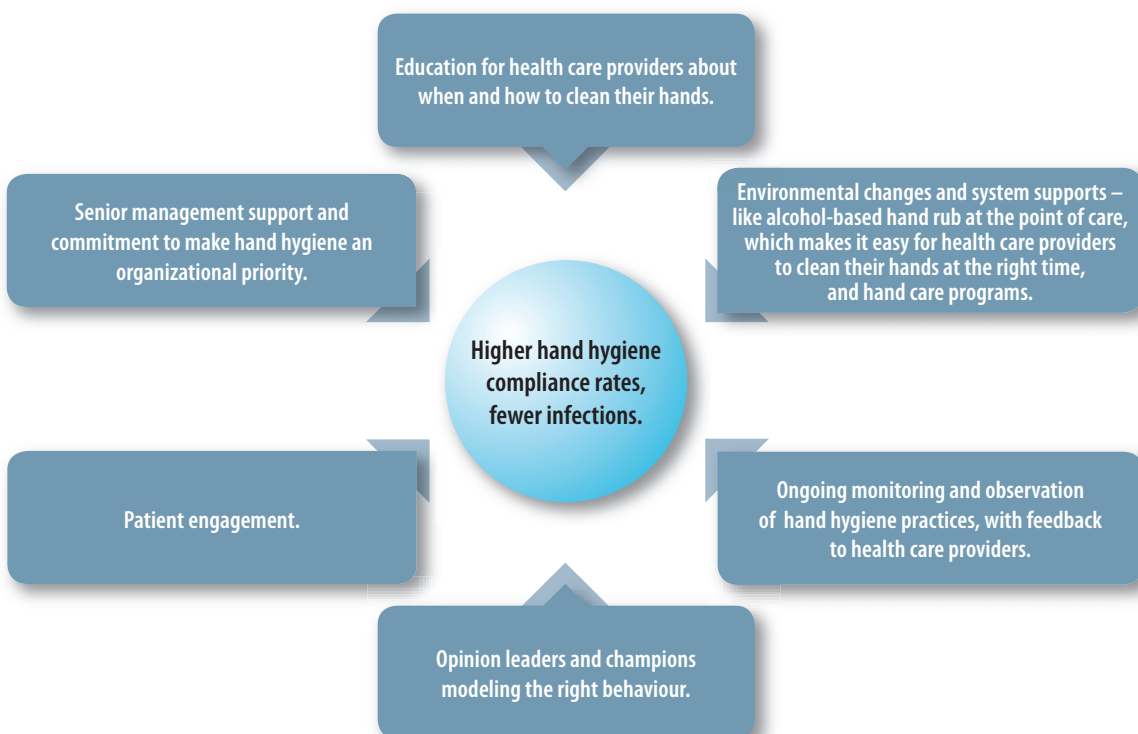 Education for health care providers about
when and how to clean their hands.
Senior management support and
commitment to make hand hygiene an
organizational priority.
Environmental changes and system supports –
like alcohol-based hand rub at the point of care,
which makes it easy for health care providers
to clean their hands at the right time,
and hand care programs.
Higher hand hygiene
compliance rates,
fewer infections.
Patient engagement.
Ongoing monitoring and observation
of hand hygiene practices, with feedback
to health care providers.
Opinion leaders and champions
modeling the right behaviour.